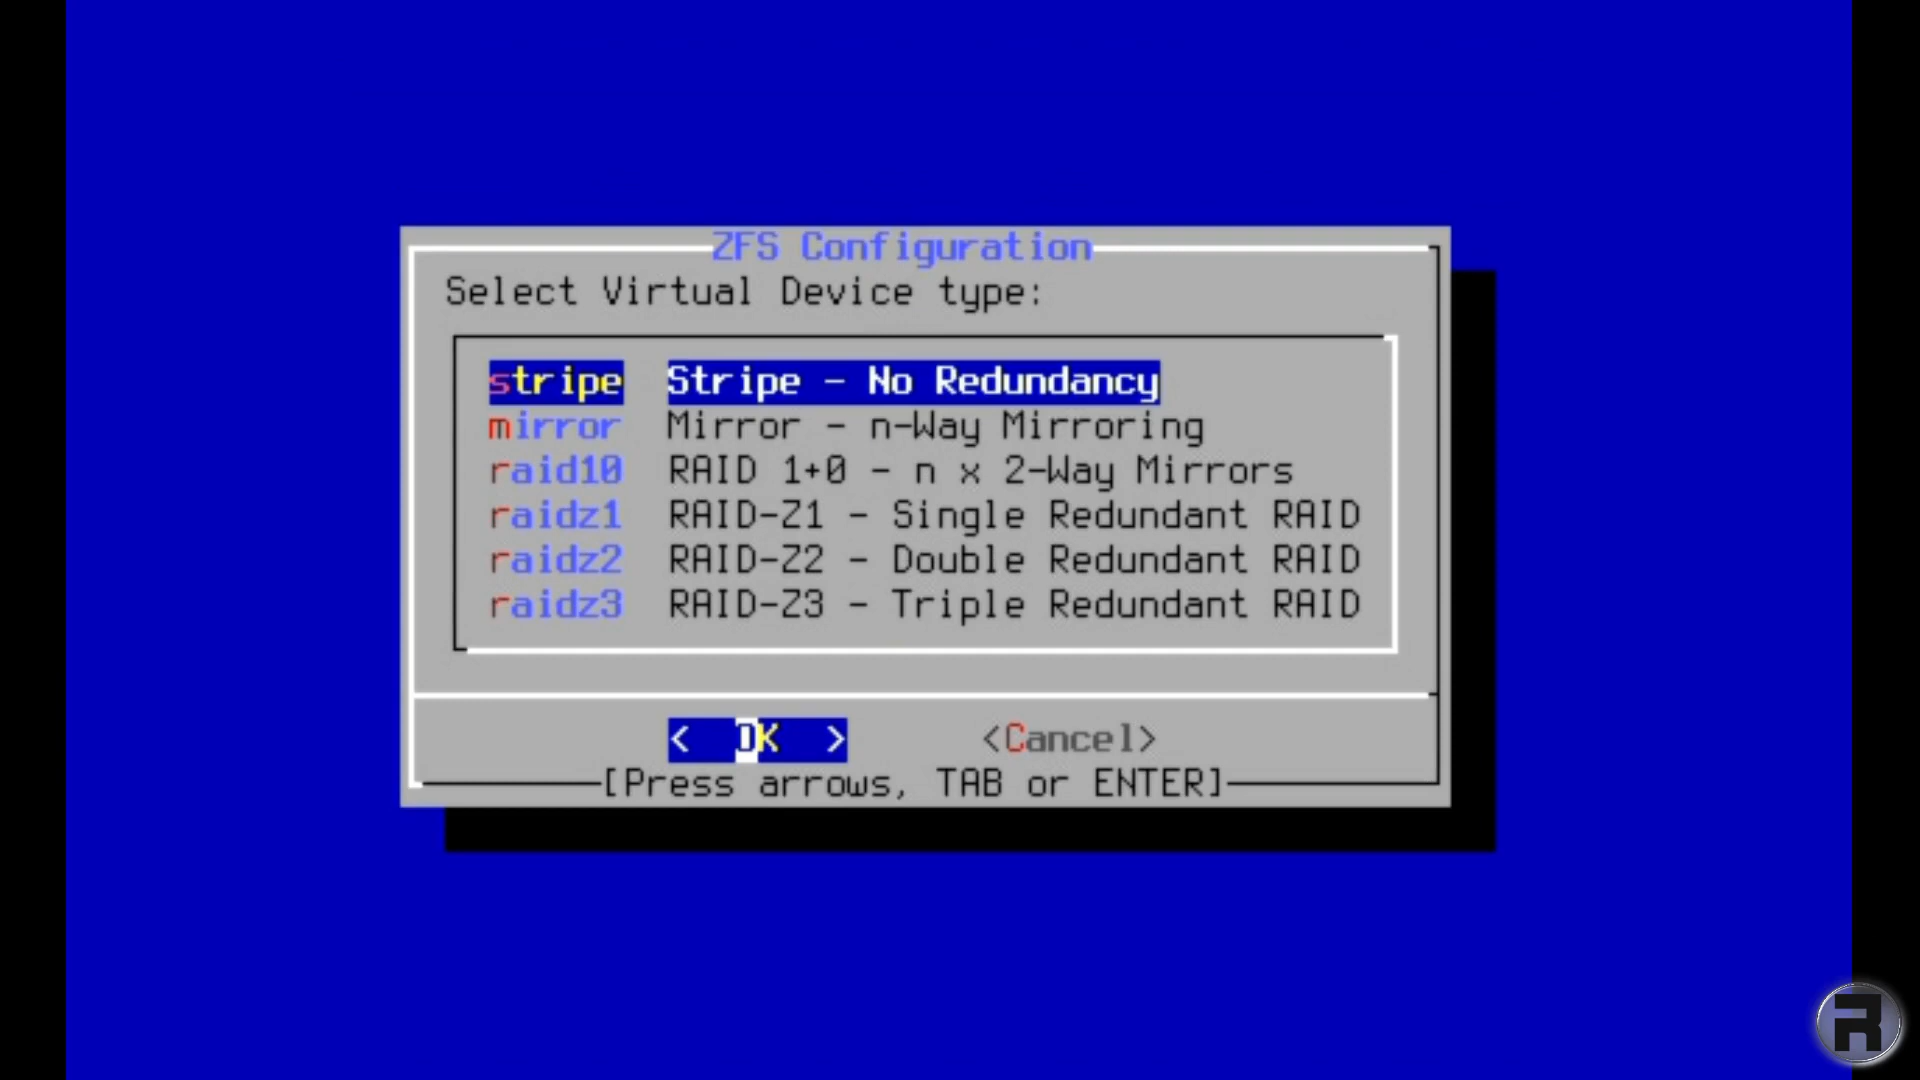 ZFS Configuration
Select Virtual Device type:
stripe Stripe - No Redundancy
mirror Mirror - n-Way Mirroring
raid10 RAID 1+0 - n x 2-Way Mirrors
raidz1 RAID-Z1 - Single Redundant RAID
raidz2 RAID-Z2 - Double Redundant RAID
raidz3 RAID-Z3 - Triple Redundant RAID
< OK > <Cancel>
[Press arrows, TAB or ENTER]
R